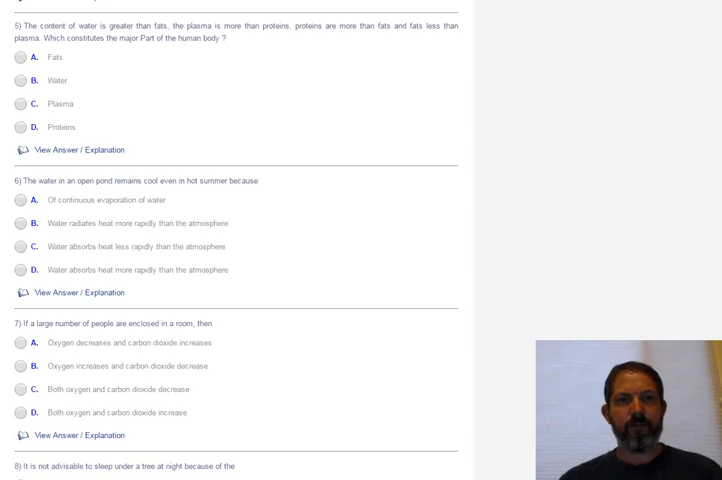 5) The content of water is greater than fats, the plasma is more than proteins, proteins are more than fats and fats less than
plasma. Which constitutes the major Part of the human body ?
A. Fats
B. Water
C. Plasma
D. Proteins
View Answer / Explanation
6) The water in an open pond remains cool even in hot summer because
A. Of continuous evaporation of water
B. Water radiates heat more rapidly than the atmosphere
C. Water absorbs heat less rapidly than the atmosphere
D. Water absorbs heat more rapidly than the atmosphere
View Answer / Explanation
7) If a large number of people are enclosed in a room, then
A. Oxygen decreases and carbon dioxide increases
B. Oxygen increases and carbon dioxide decrease
C. Both oxygen and carbon dioxide decrease
D. Both oxygen and carbon dioxide increase
View Answer / Explanation
8) It is not advisable to sleep under a tree at night because of the